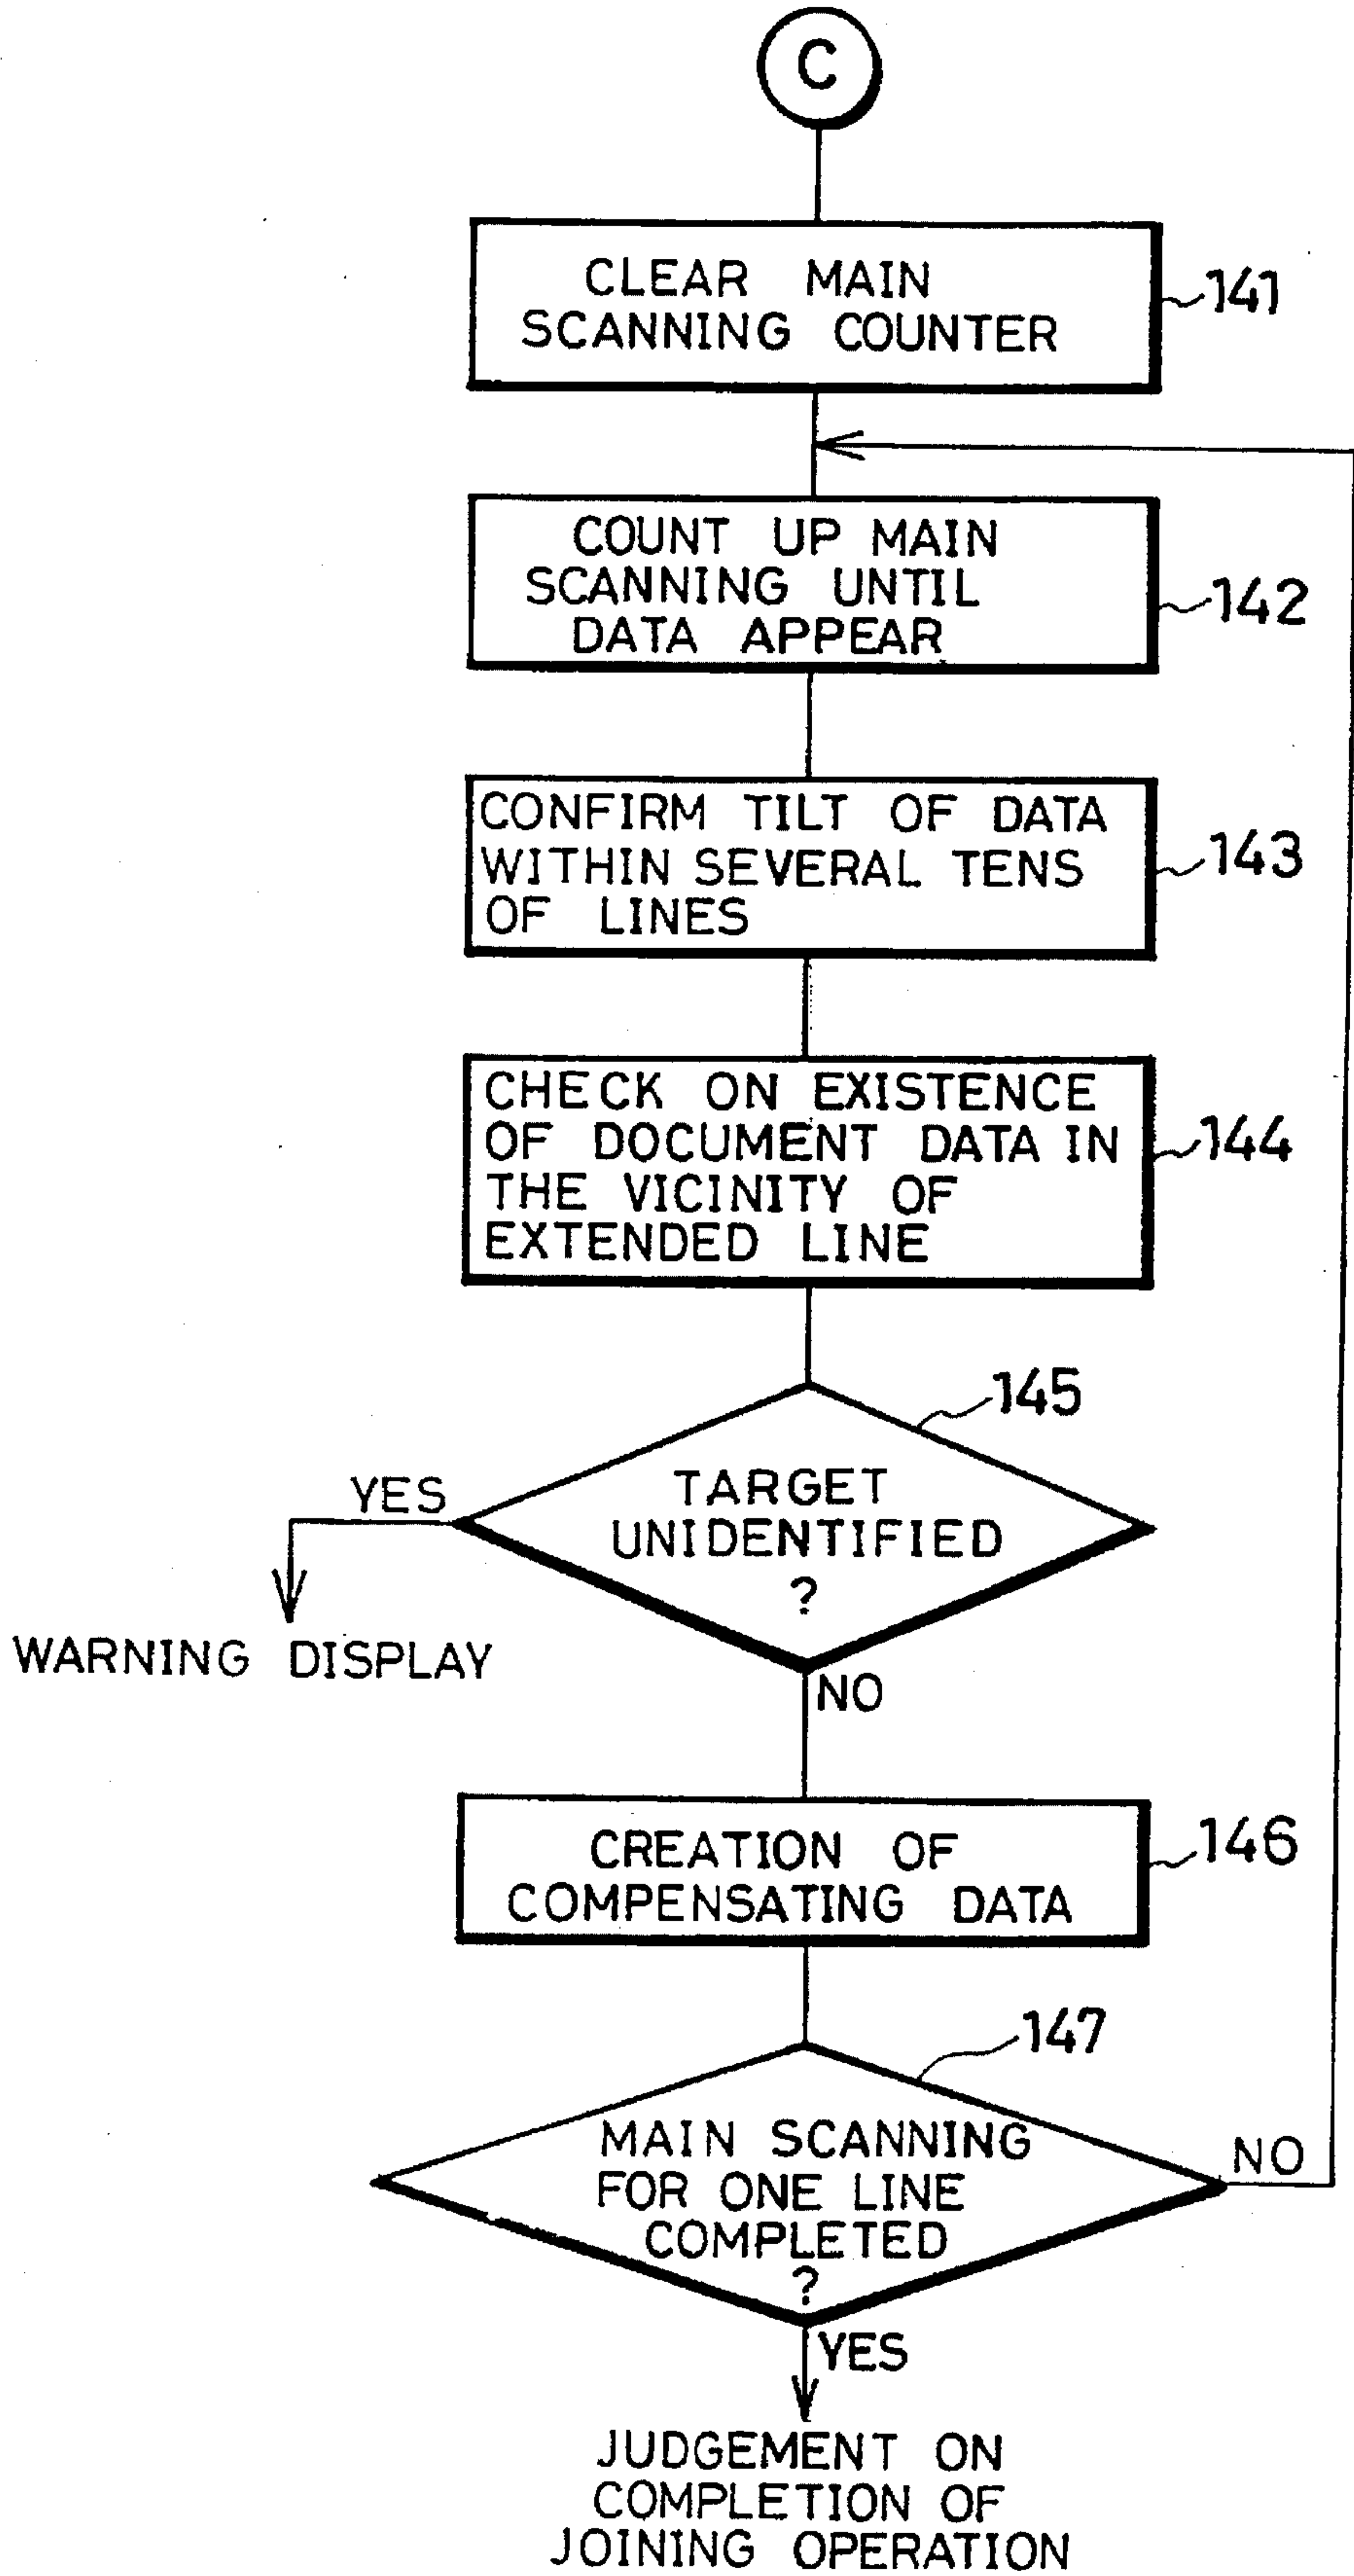 C
CLEAR MAIN
SCANNING COUNTER
141
COUNT UP MAIN
SCANNING UNTIL
DATA APPEAR
142
CONFIRM TILT OF DATA
WITHIN SEVERAL TENS
OF LINES
143
CHECK ON EXISTENCE
OF DOCUMENT DATA IN
THE VICINITY OF
EXTENDED LINE
144
145
TARGET
UNIDENTIFIED
?
YES
WARNING DISPLAY
NO
CREATION OF
COMPENSATING DATA
146
147
MAIN SCANNING
FOR ONE LINE
COMPLETED
?
NO
YES
JUDGEMENT ON
COMPLETION OF
JOINING OPERATION